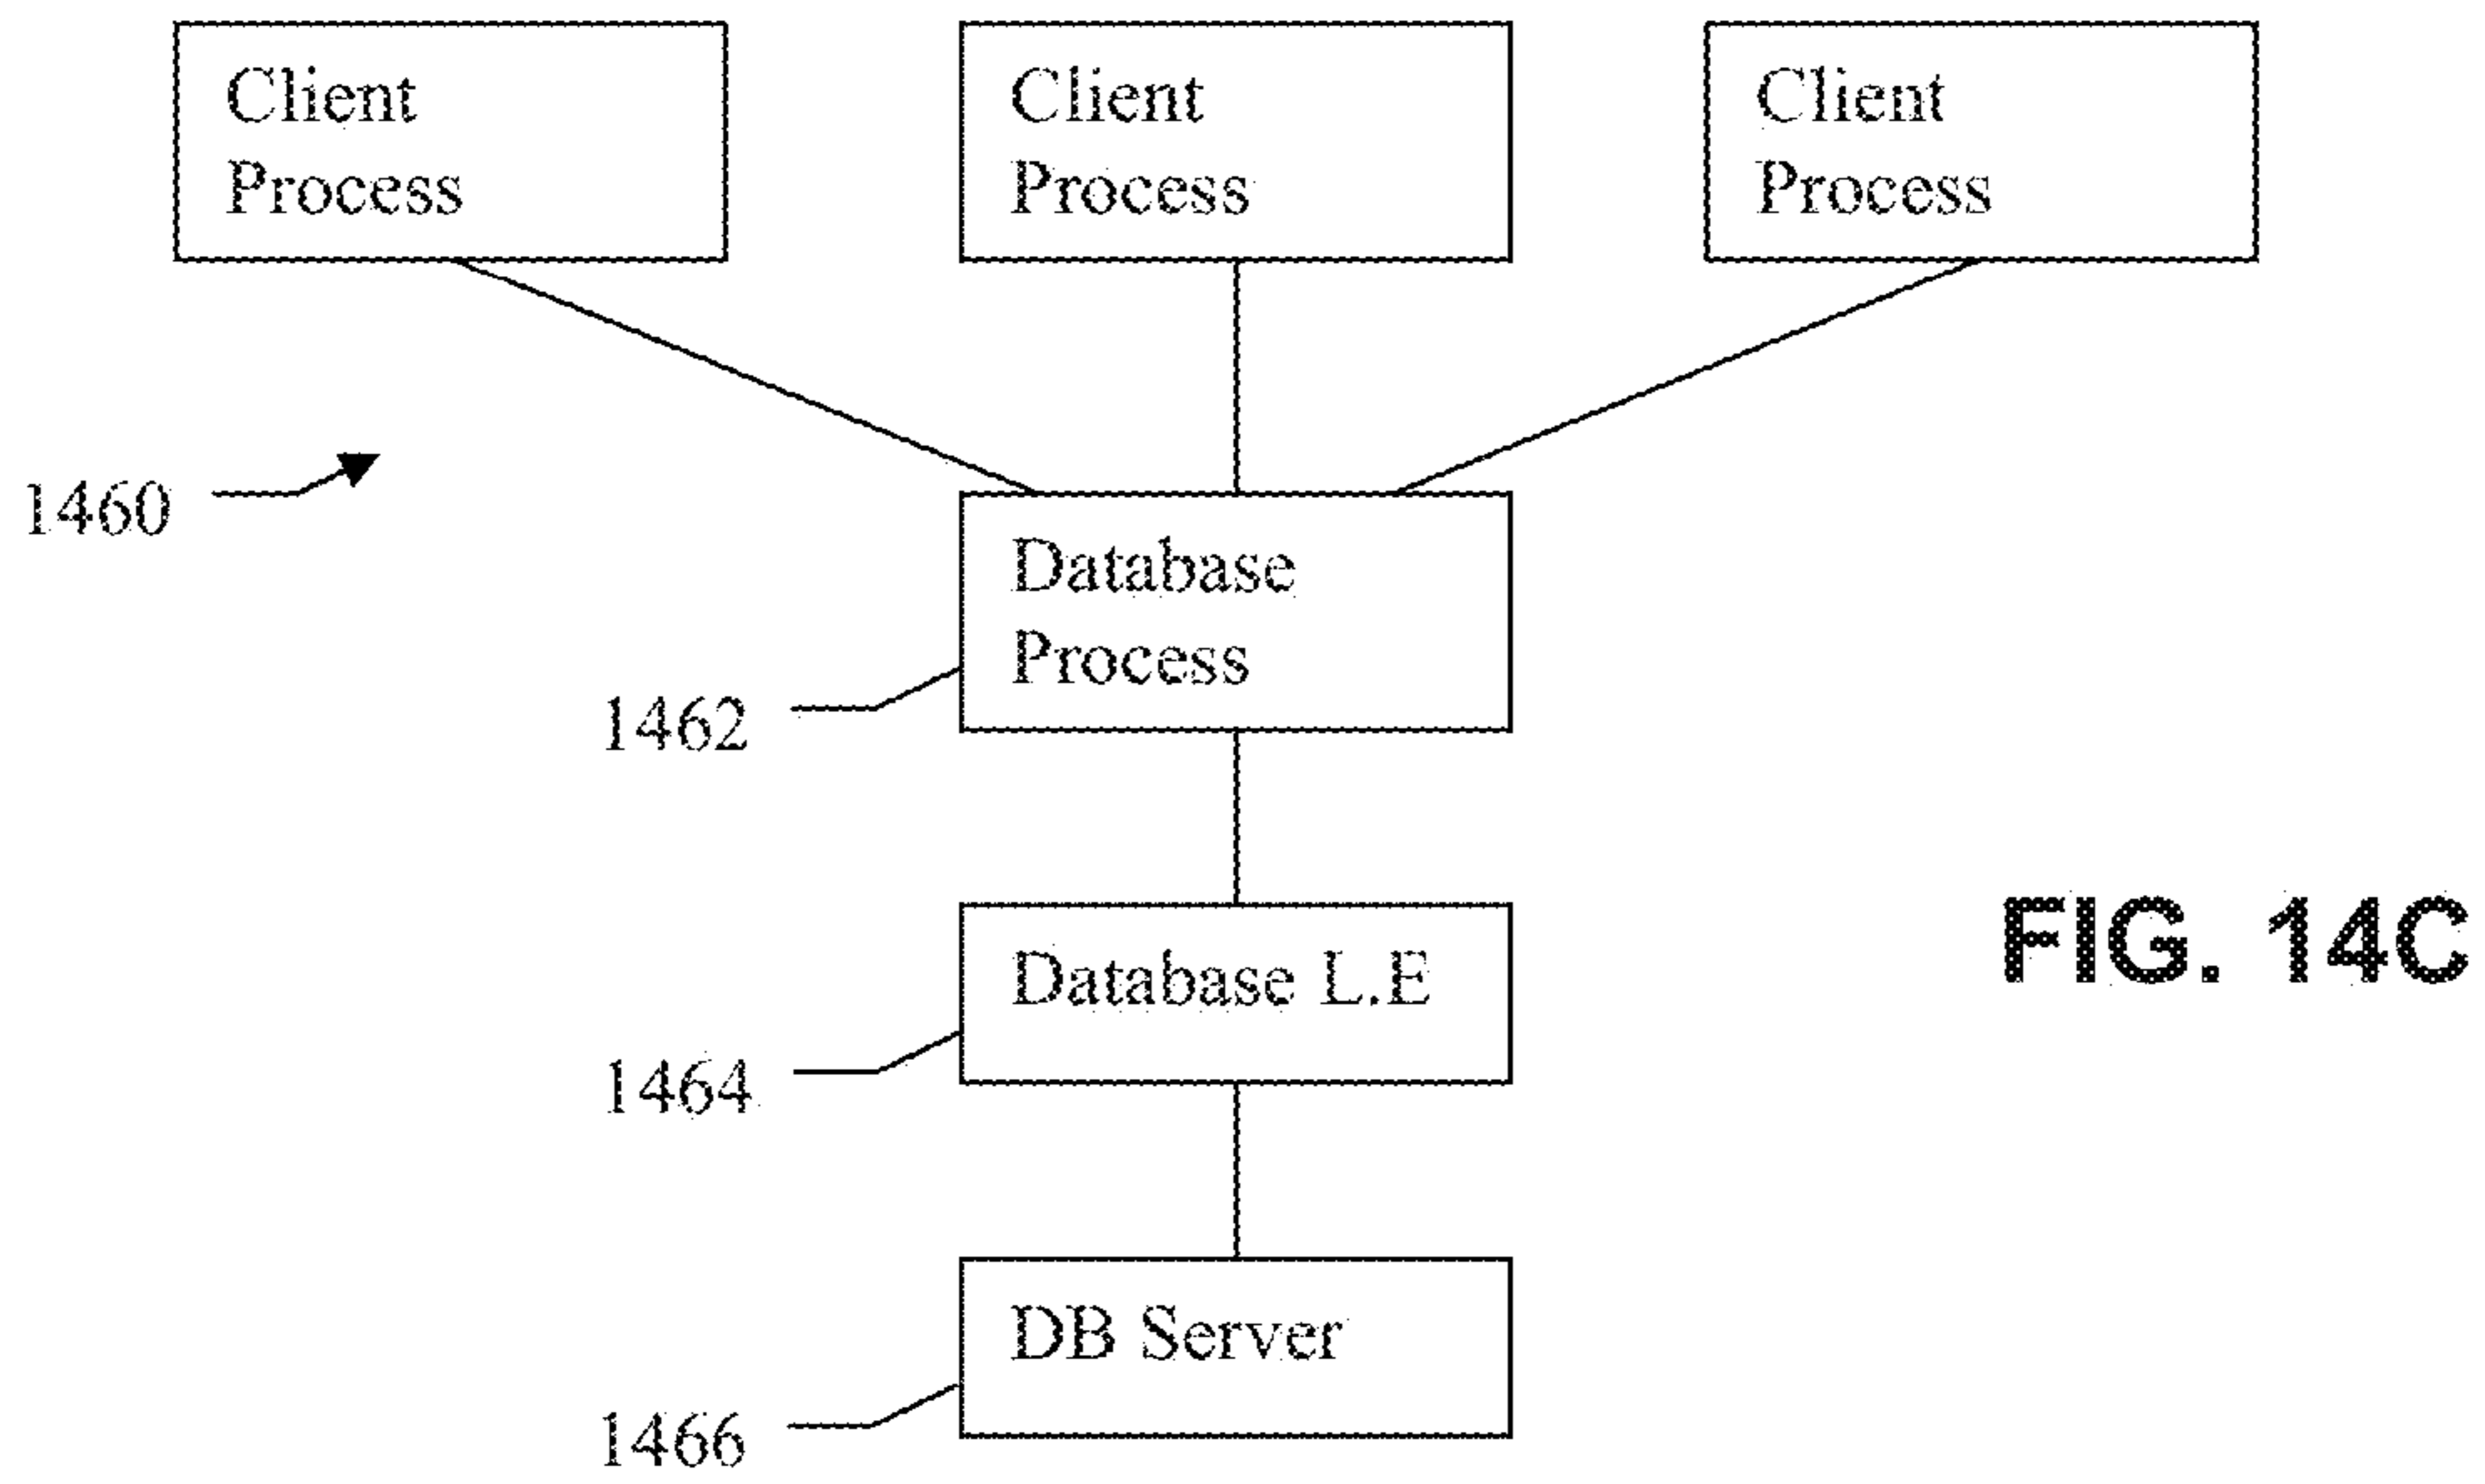 Client
Process
Client
Process
Client
Process
1460
Database
Process
1462
Database L.E
1464
FIG. 14C
DB Server
1466